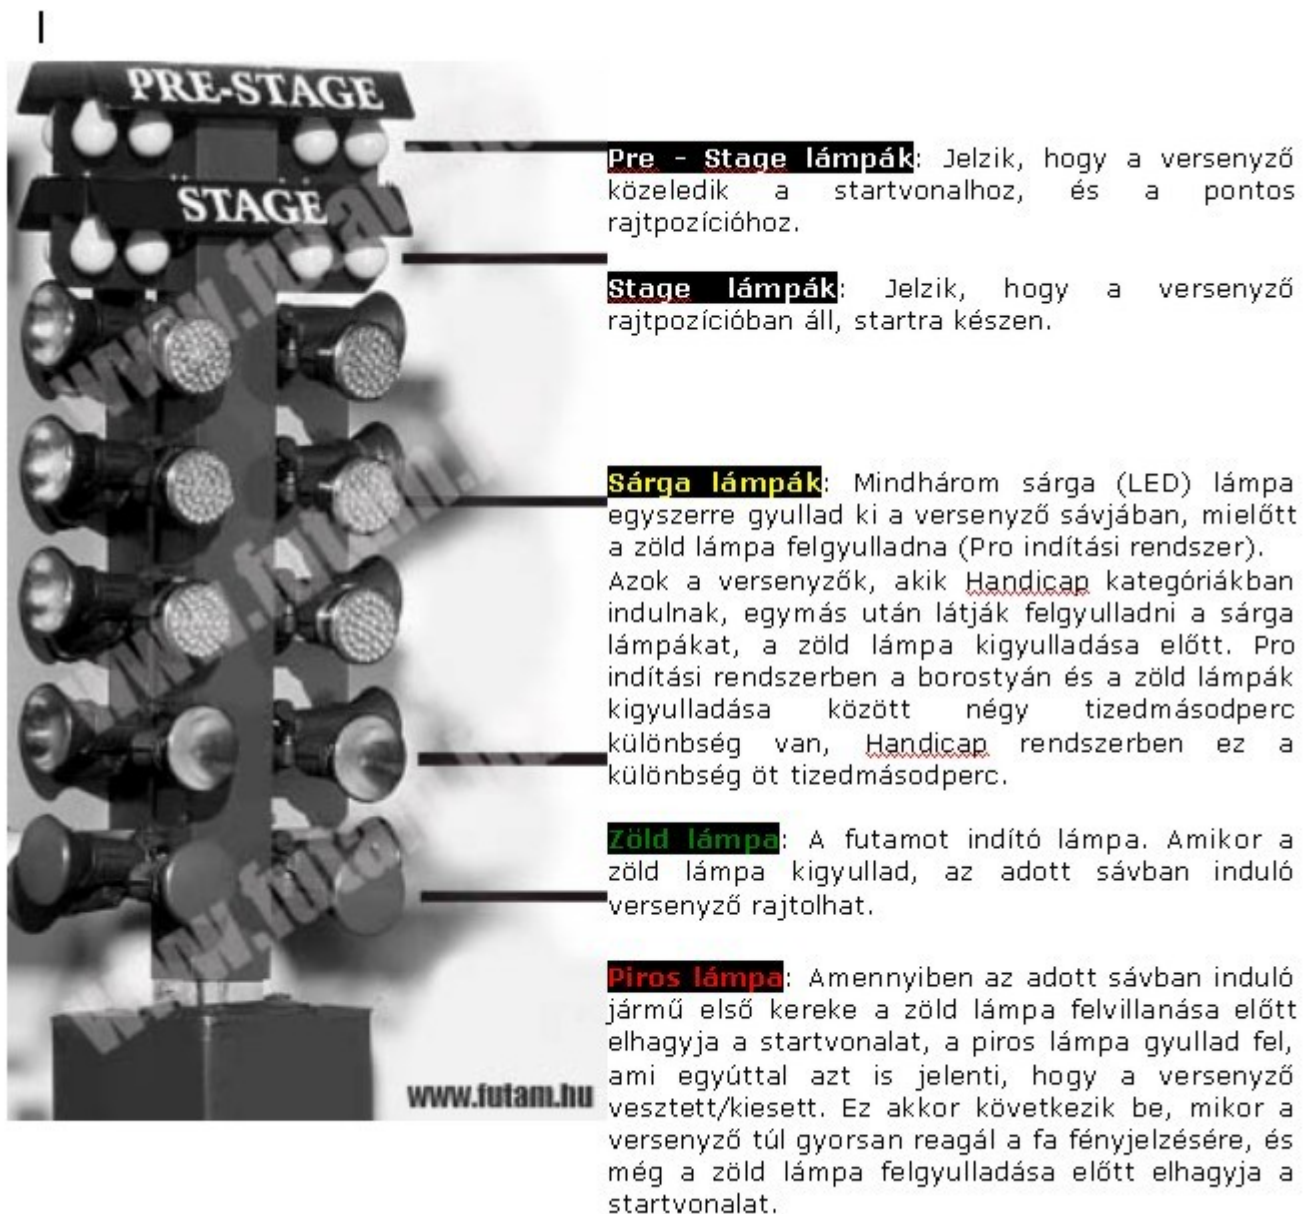 PRE-STAGE
STAGE
www.futam.hu
Pre - Stage lámpák: Jelzik, hogy a versenyző
közeledik a startvonalhoz, és a pontos
rajtpozícióhoz.
Stage lámpák: Jelzik, hogy a versenyző
rajtpozícióban áll, startra készen.
Sárga lámpák: Mindhárom sárga (LED) lámpa
egyszerre gyullad ki a versenyző sávjában, mielőtt
a zöld lámpa felgyulladna (Pro indítási rendszer).
Azok a versenyzők, akik Handicap kategóriákban
indulnak, egymás után látják felgyulladni a sárga
lámpákat, a zöld lámpa kigyulladása előtt. Pro
indítási rendszerben a borostyán és a zöld lámpák
kigyulladása között négy tizedmásodperc
különbség van, Handicap rendszerben ez a
különbség öt tizedmásodperc.
Zöld lámpa: A futamot indító lámpa. Amikor a
zöld lámpa kigyullad, az adott sávban induló
versenyző rajtolhat.
Piros lámpa: Amennyiben az adott sávban induló
jármű első kereke a zöld lámpa felvillanása előtt
elhagyja a startvonalat, a piros lámpa gyullad fel,
ami egyúttal azt is jelenti, hogy a versenyző
vesztett/kiesett. Ez akkor következik be, mikor a
versenyző túl gyorsan reagál a fa fényjelzésére, és
még a zöld lámpa felgyulladása előtt elhagyja a
startvonalat.